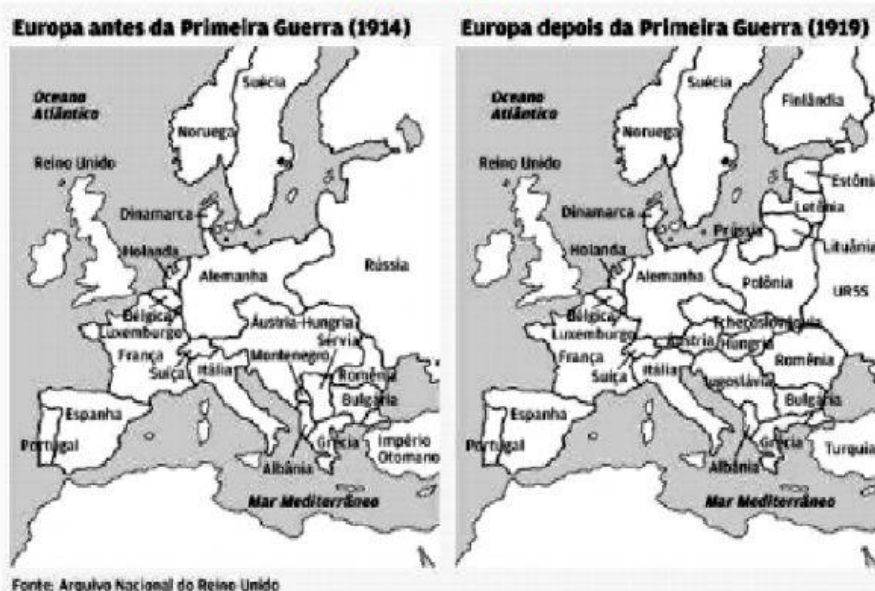 Europa antes da Primeira Guerra (1914)
Oceano
Atlântico
Suécia
Noruega
Reino Unido
Dinamarca
Holanda
Alemanha
Rússia
Bélgica
Luxemburgo
Áustria-Hungria
Sérvia
França
Montenegro
Suíça
Itália
Romênia
Bulgária
Espanha
Portugal
Grécia
Império
Otomano
Albânia
Mar Mediterrâneo
Fonte: Arquivo Nacional do Reino Unido
Europa depois da Primeira Guerra (1919)
Oceano
Atlântico
Suécia
Finlândia
Noruega
Reino Unido
Estônia
Letônia
Dinamarca
Prússia
Lituânia
Holanda
Alemanha
Polônia
URSS
Bélgica
Luxemburgo
Tchecoslováquia
Áustria
Hungria
França
Romênia
Suíça
Itália
Iugoslávia
Bulgária
Espanha
Portugal
Grécia
Turquia
Albânia
Mar Mediterrâneo